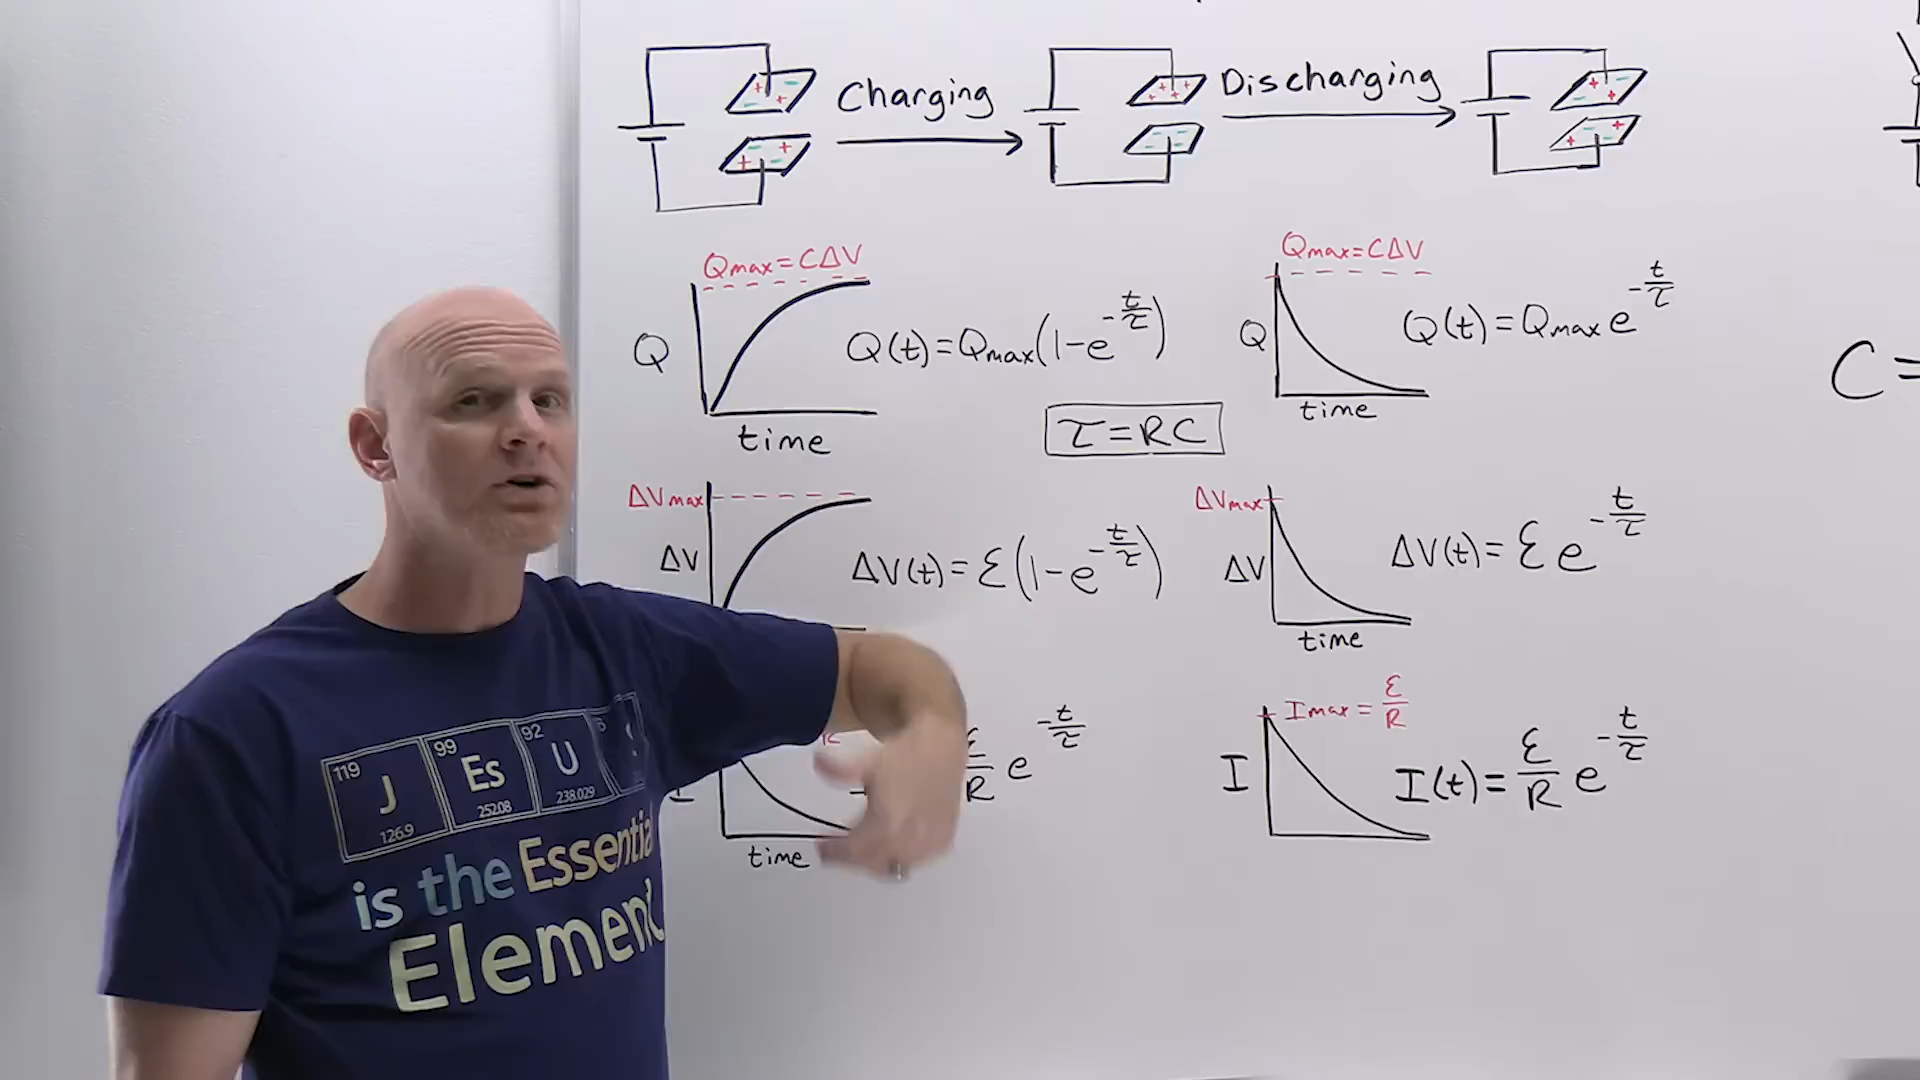 Charging
Discharging
Qmax = CΔV
Q
time
Q(t) = Qmax(1-e^-t/τ)
Qmax = CΔV
Q
time
Q(t) = Qmax e^-t/τ
C =
τ = RC
ΔVmax
ΔV
ΔV(t) = ε(1-e^-t/τ)
ΔVmax
ΔV
time
ΔV(t) = ε e^-t/τ
R
I
time
ε/R e^-t/τ
Imax = ε/R
I
I(t) = ε/R e^-t/τ
119 99 92
J Es U
126.9 252.08 238.029
is the Essential
Element